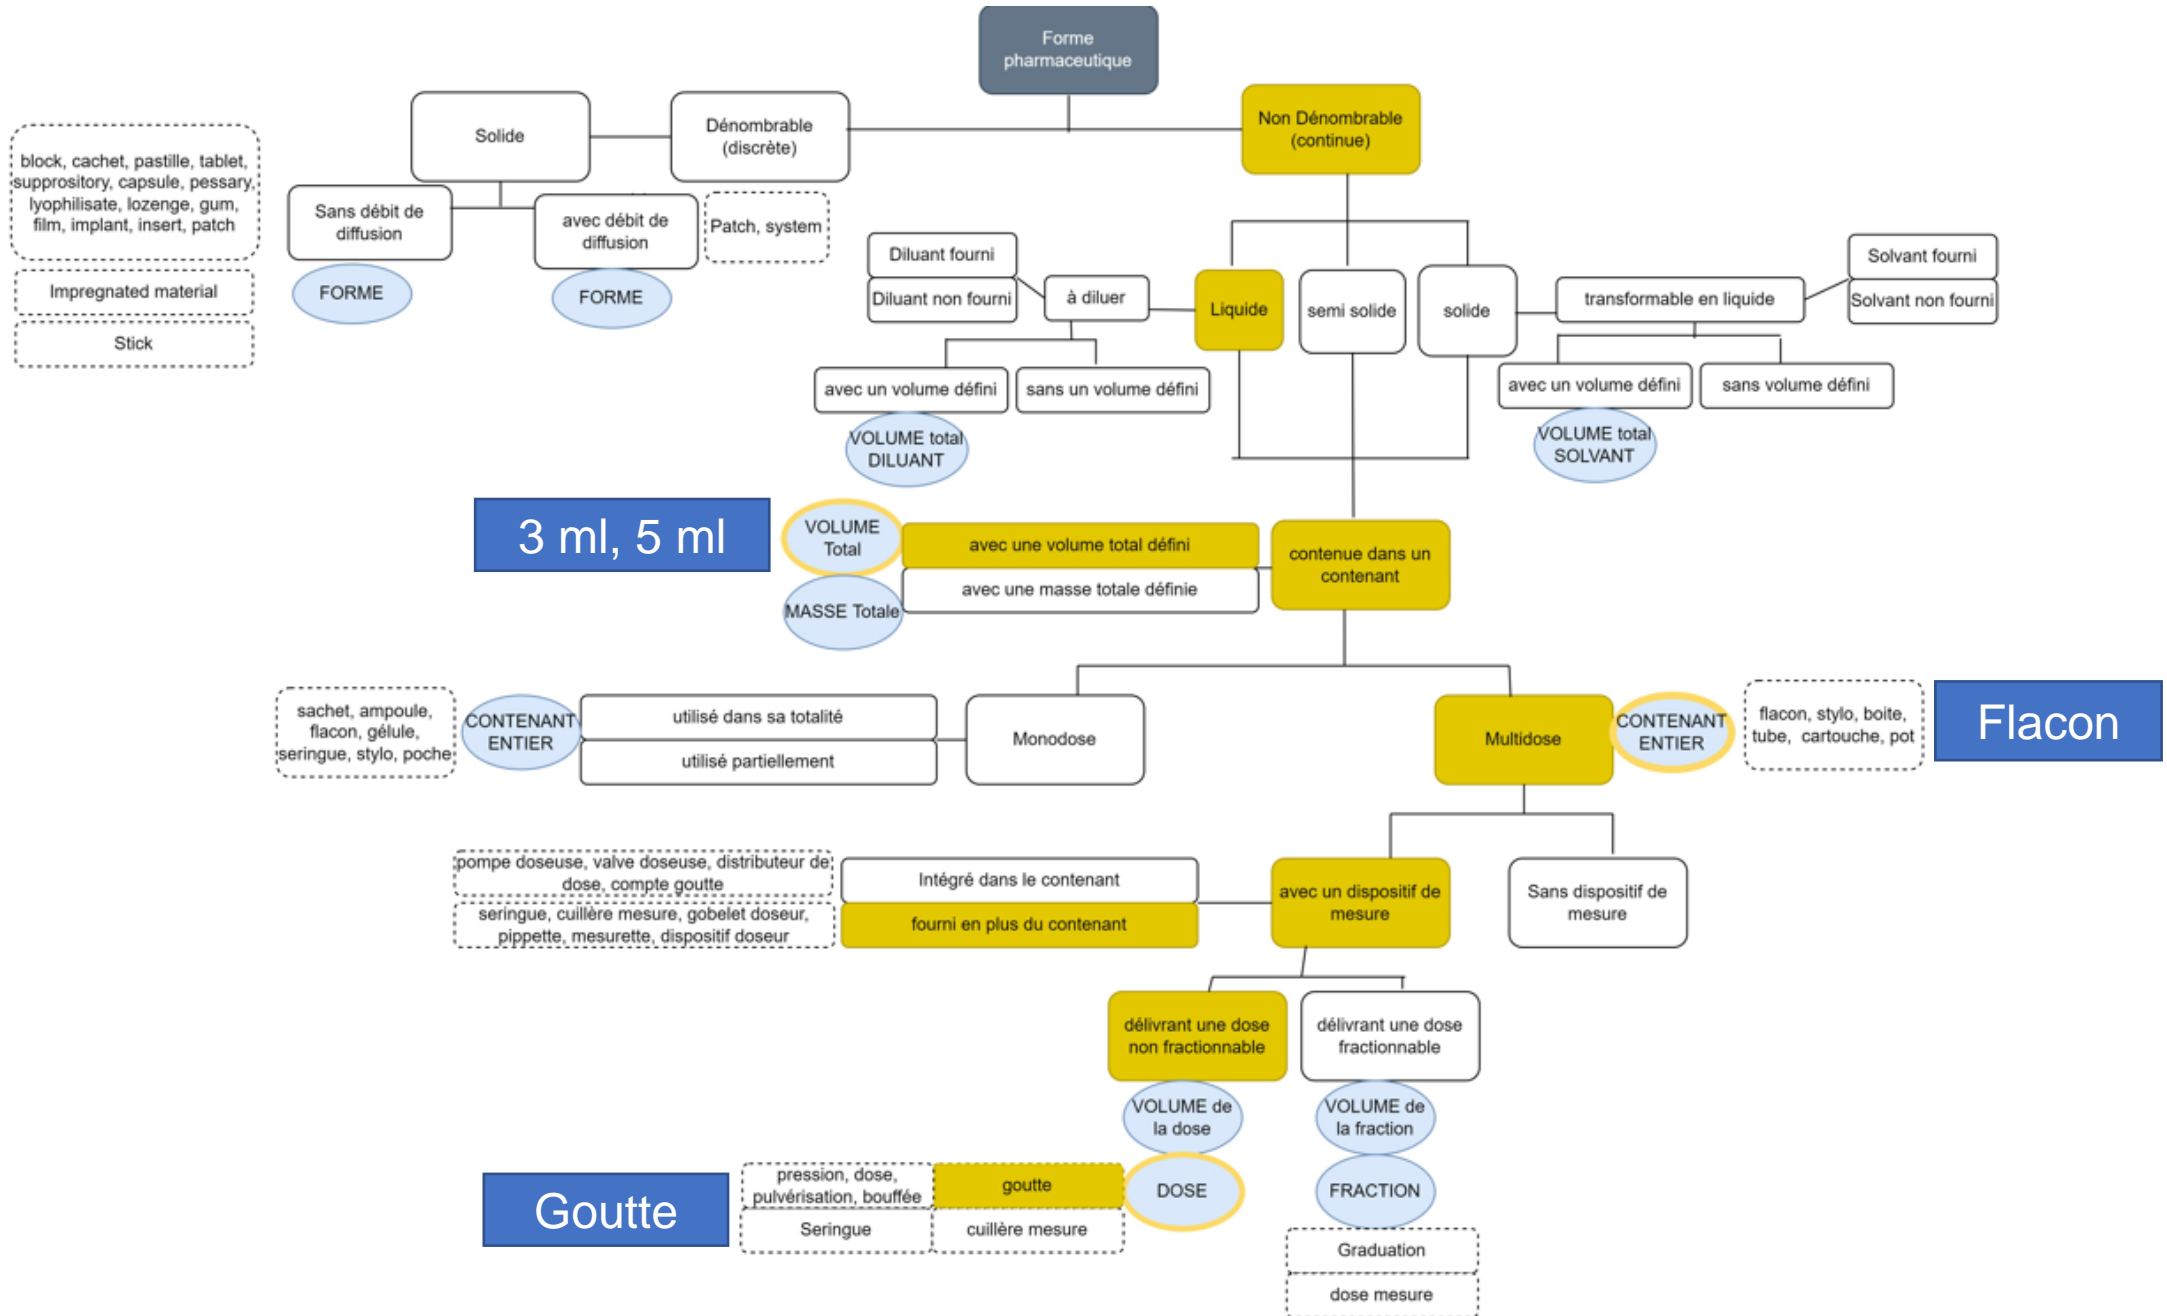 Forme
pharmaceutique
Non Dénombrable
(continue)
Dénombrable
(discrète)
Solide
block, cachet, pastille, tablet,
supprository, capsule, pessary,
lyophilisate, lozenge, gum,
film, implant, insert, patch
Sans débit de
diffusion
avec débit de
diffusion
Patch, system
FORME
FORME
Impregnated material
Stick
Diluant fourni
Diluant non fourni
à diluer
Liquide
semi solide
solide
transformable en liquide
Solvant fourni
Solvant non fourni
avec un volume défini
sans un volume défini
avec un volume défini
sans volume défini
VOLUME total
DILUANT
VOLUME total
SOLVANT
3 ml, 5 ml
VOLUME
Total
avec une volume total défini
contenue dans un
contenant
MASSE Totale
avec une masse totale définie
sachet, ampoule,
flacon, gélule,
seringue, stylo, poche
CONTENANT
ENTIER
utilisé dans sa totalité
utilisé partiellement
Monodose
Multidose
CONTENANT
ENTIER
flacon, stylo, boite,
tube, cartouche, pot
Flacon
pompe doseuse, valve doseuse, distributeur de
dose, compte goutte
Intégré dans le contenant
seringue, cuillère mesure, gobelet doseur,
pippette, mesurette, dispositif doseur
fourni en plus du contenant
avec un dispositif de
mesure
Sans dispositif de
mesure
délivrant une dose
non fractionnable
délivrant une dose
fractionnable
VOLUME de
la dose
VOLUME de
la fraction
Goutte
pression, dose,
pulvérisation, bouffée
goutte
DOSE
FRACTION
Seringue
cuillère mesure
Graduation
dose mesure